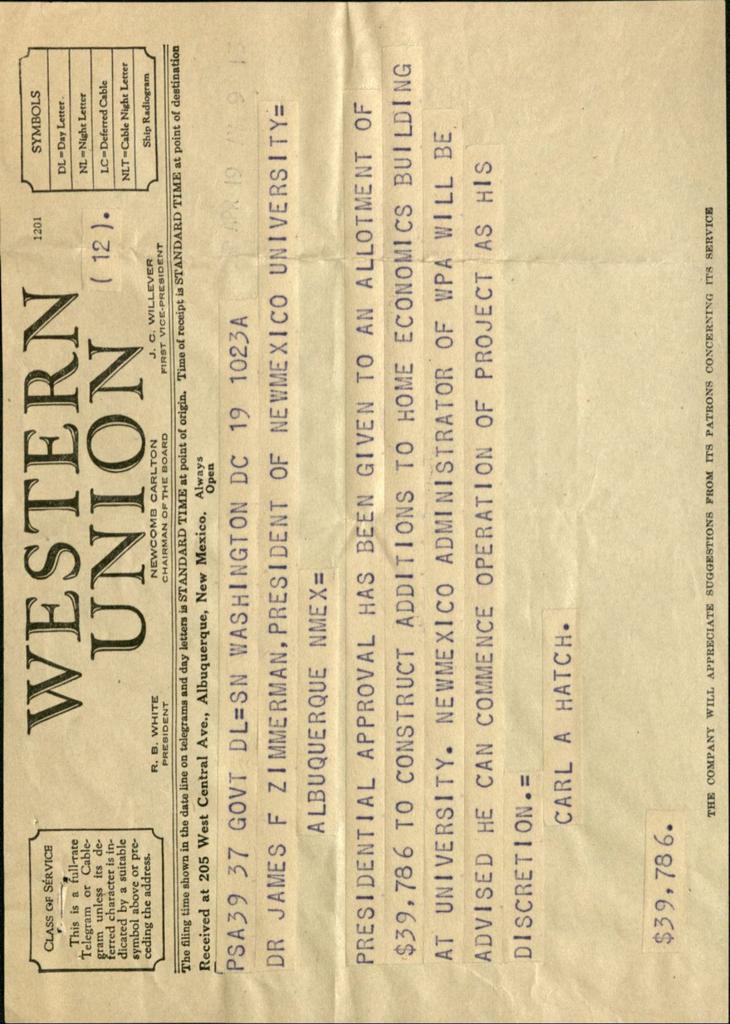 CLASS OF SERVICE
This is a full-rate
Telegram or Cable-
gram unless its de-
ferred character is in-
dicated by a suitable
symbol above or pre-
ceding the address.
WESTERN
UNION
1201
( 12 ).
SYMBOLS
DL=Day Letter
NL=Night Letter
LC=Deferred Cable
NLT=Cable Night Letter
Ship Radiogram
R. B. WHITE
PRESIDENT
NEWCOMB CARLTON
CHAIRMAN OF THE BOARD
J. C. WILLEVER
FIRST VICE-PRESIDENT
The filing time shown in the date line on telegrams and day letters is STANDARD TIME at point of origin. Time of receipt is STANDARD TIME at point of destination
Received at 205 West Central Ave., Albuquerque, New Mexico. Always Open
PSA39 37 GOVT DL=SN WASHINGTON DC 19 1023A
DR JAMES F ZIMMERMAN,PRESIDENT OF NEWMEXICO UNIVERSITY=
ALBUQUERQUE NMEX=
PRESIDENTIAL APPROVAL HAS BEEN GIVEN TO AN ALLOTMENT OF
$39,786 TO CONSTRUCT ADDITIONS TO HOME ECONOMICS BUILDING
AT UNIVERSITY. NEWMEXICO ADMINISTRATOR OF WPA WILL BE
ADVISED HE CAN COMMENCE OPERATION OF PROJECT AS HIS
DISCRETION.=
CARL A HATCH.
$39,786.
THE COMPANY WILL APPRECIATE SUGGESTIONS FROM ITS PATRONS CONCERNING ITS SERVICE